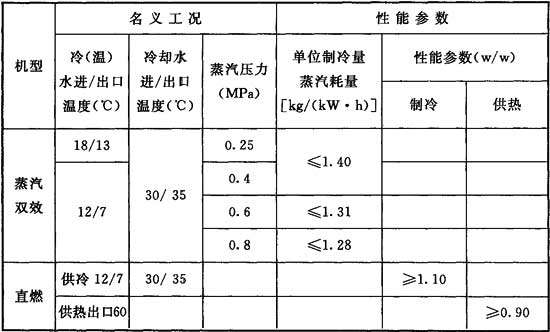 机型
名义工况
性能参数
冷(温)
水进/出口
温度(℃)
冷却水
进/出口
温度(℃)
蒸汽压力
(MPa)
单位制冷量
蒸汽耗量
[kg/(kW·h)]
性能参数(w/w)
制冷
供热
蒸汽
双效
18/13
30/35
0.25
≤1.40
12/7
0.4
0.6
≤1.31
0.8
≤1.28
直燃
供冷 12/7
30/35
≥1.10
供热出口60
≥0.90